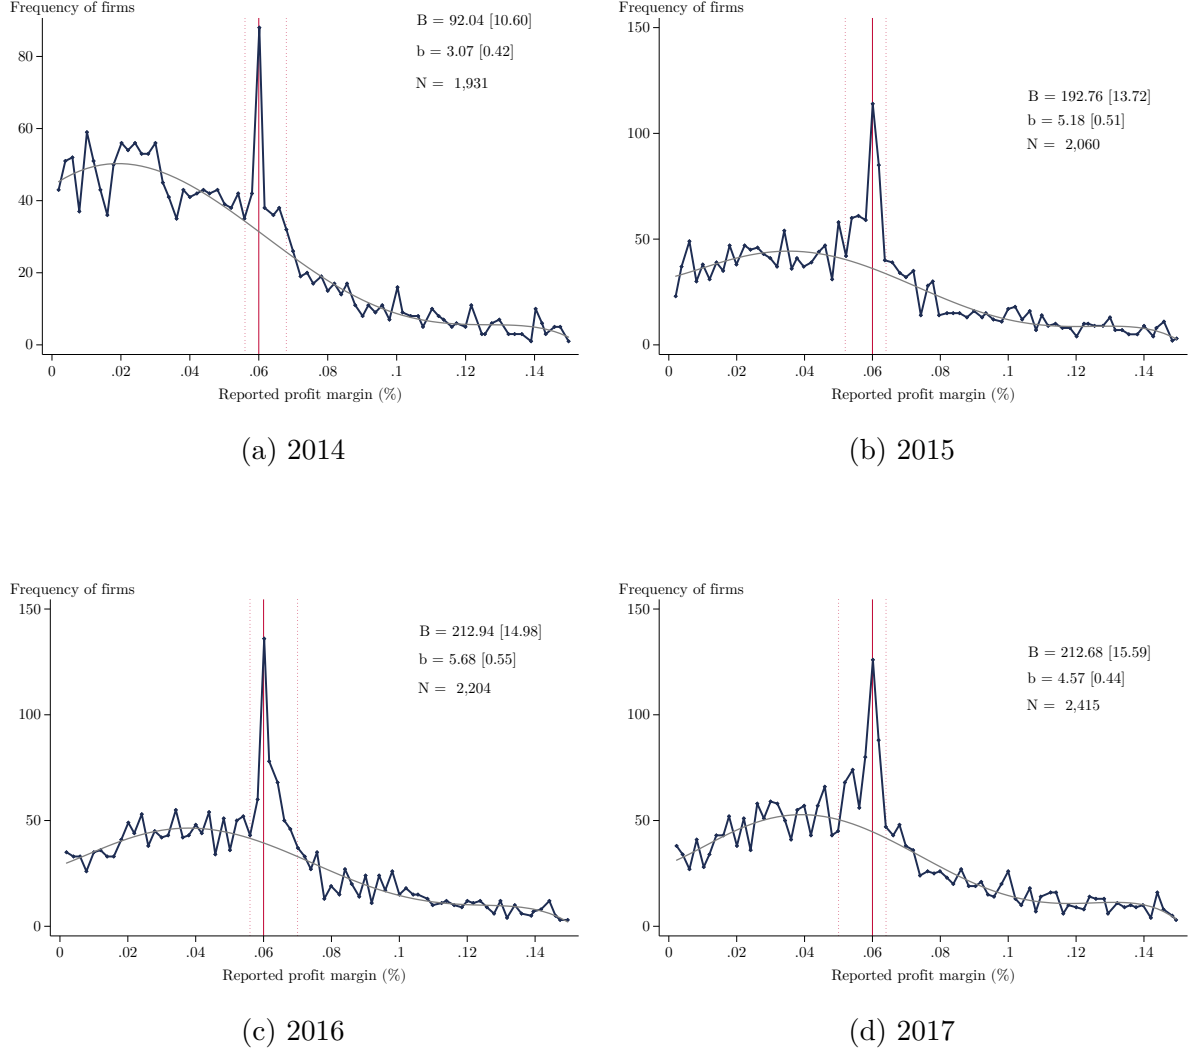 Frequency of firms
B = 92.04 [10.60]
b = 3.07 [0.42]
N = 1,931
80
60
40
20
0
0 .02 .04 .06 .08 .1 .12 .14
Reported profit margin (%)
(a) 2014
Frequency of firms
B = 192.76 [13.72]
b = 5.18 [0.51]
N = 2,060
150
100
50
0
0 .02 .04 .06 .08 .1 .12 .14
Reported profit margin (%)
(b) 2015
Frequency of firms
B = 212.94 [14.98]
b = 5.68 [0.55]
N = 2,204
150
100
50
0
0 .02 .04 .06 .08 .1 .12 .14
Reported profit margin (%)
(c) 2016
Frequency of firms
B = 212.68 [15.59]
b = 4.57 [0.44]
N = 2,415
150
100
50
0
0 .02 .04 .06 .08 .1 .12 .14
Reported profit margin (%)
(d) 2017